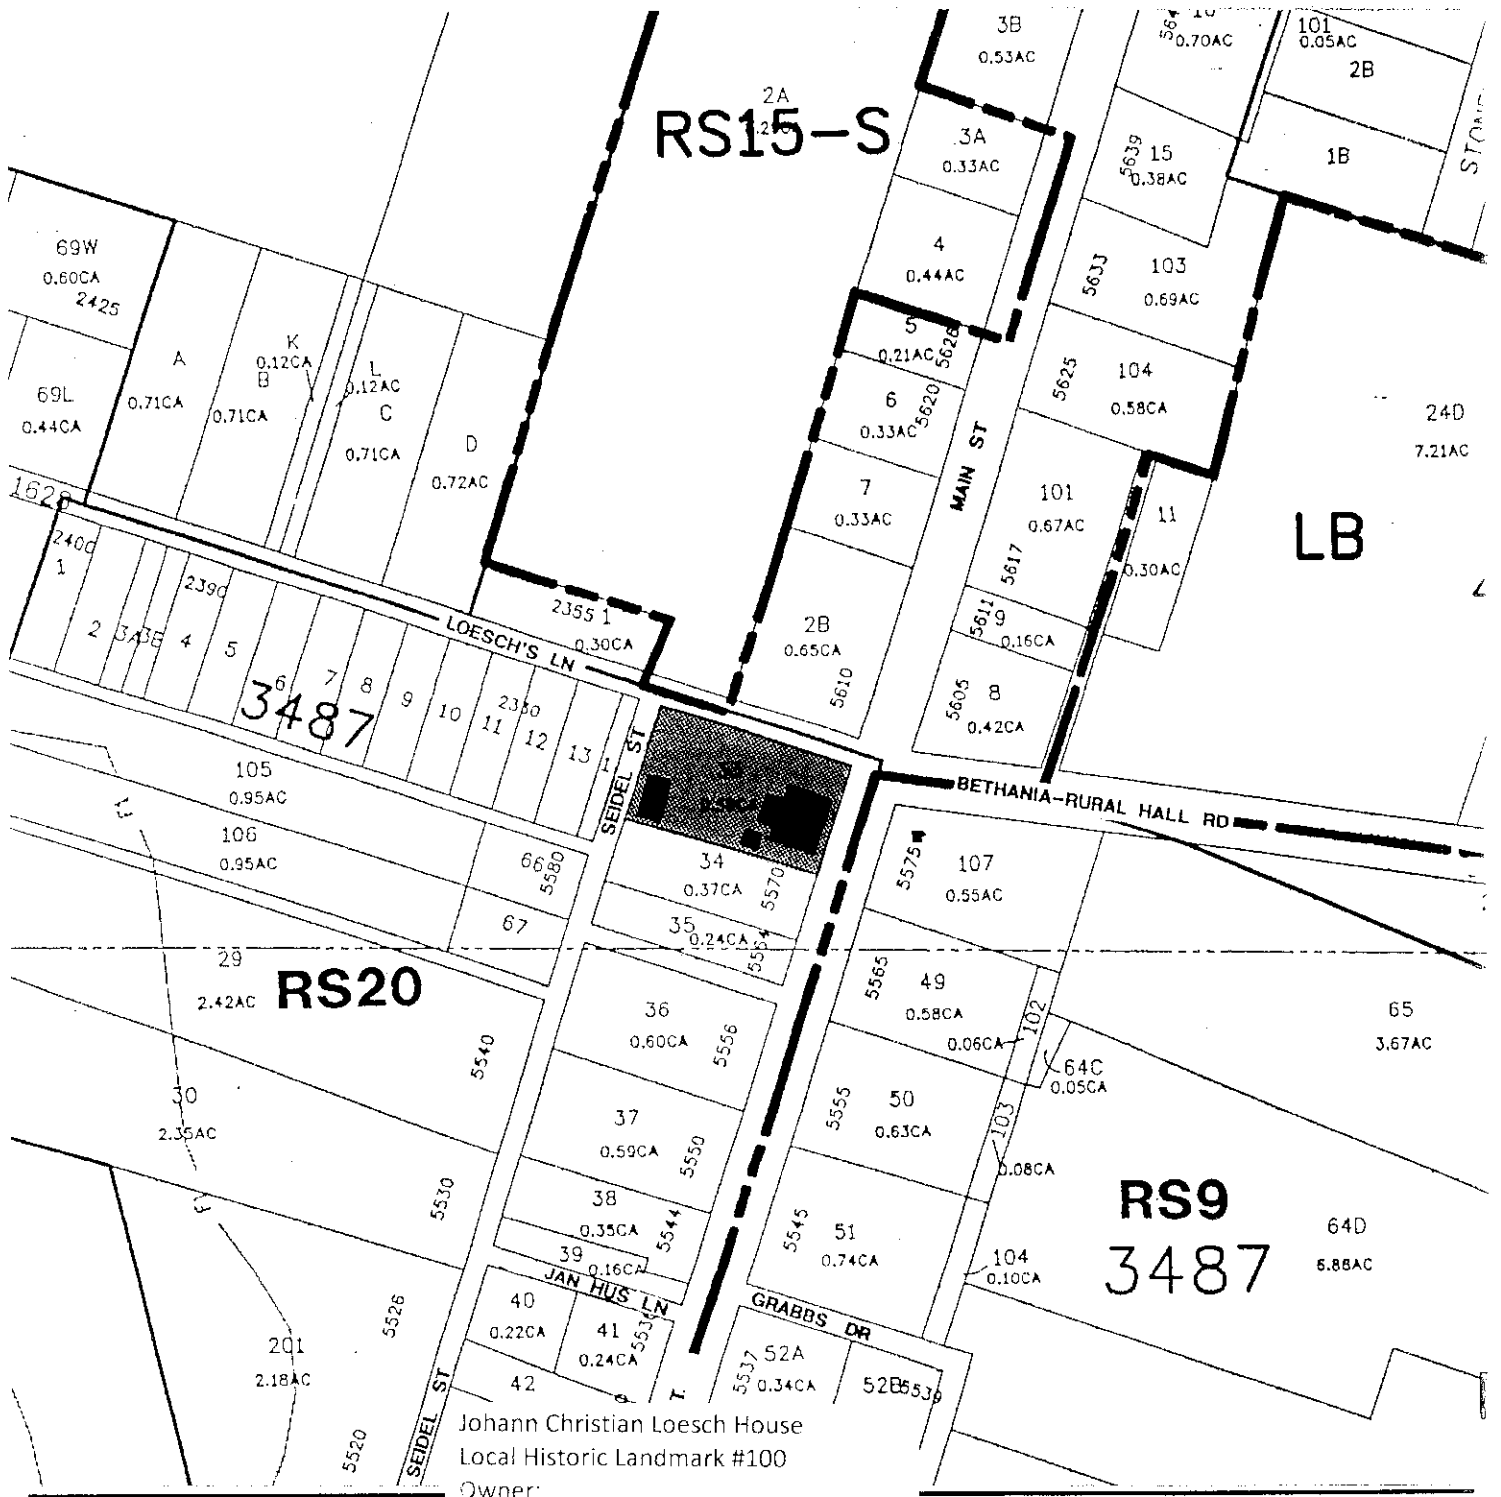 3B
0.53AC
0.70AC
101
0.05AC
2B
2A
RS15-S
3A
0.33AC
5639
15
0.38AC
1B
69W
0.60CA
2425
4
0.44AC
5633
103
0.69AC
K
0.12CA
A
0.71CA
B
0.71CA
L
0.12AC
C
0.71CA
D
0.72AC
69L
0.44CA
5
0.21AC
5628
6
0.33AC
5620
5625
104
0.58CA
24D
7.21AC
MAIN ST
7
0.33AC
101
0.67AC
5617
11
0.30AC
LB
1628
2400
1
2
3A
3B
4
2390
5
6
7
8
9
10
2330
11
12
13
3487
LOESCH'S LN
2355
1
0.30CA
2B
0.65CA
5610
5611
9
0.16CA
5605
8
0.42CA
SEIDEL ST
105
0.95AC
106
0.95AC
BETHANIA-RURAL HALL RD
66
5580
67
34
0.37CA
5570
35
0.24CA
5564
5575
107
0.55AC
29
2.42AC
RS20
5565
49
0.58CA
102
0.06CA
65
3.67AC
36
0.60CA
5556
5540
64C
0.05CA
30
2.35AC
37
0.59CA
5550
5555
50
0.63CA
103
0.08CA
5530
38
0.35CA
5544
39
0.16CA
5545
51
0.74CA
RS9
3487
64D
104
0.10CA
JAN HUS LN
GRABBS DR
40
0.22CA
41
0.24CA
42
5526
201
2.18AC
5520
SEIDEL ST
5537
52A
0.34CA
52B
5539
Johann Christian Loesch House
Local Historic Landmark #100
Owner: